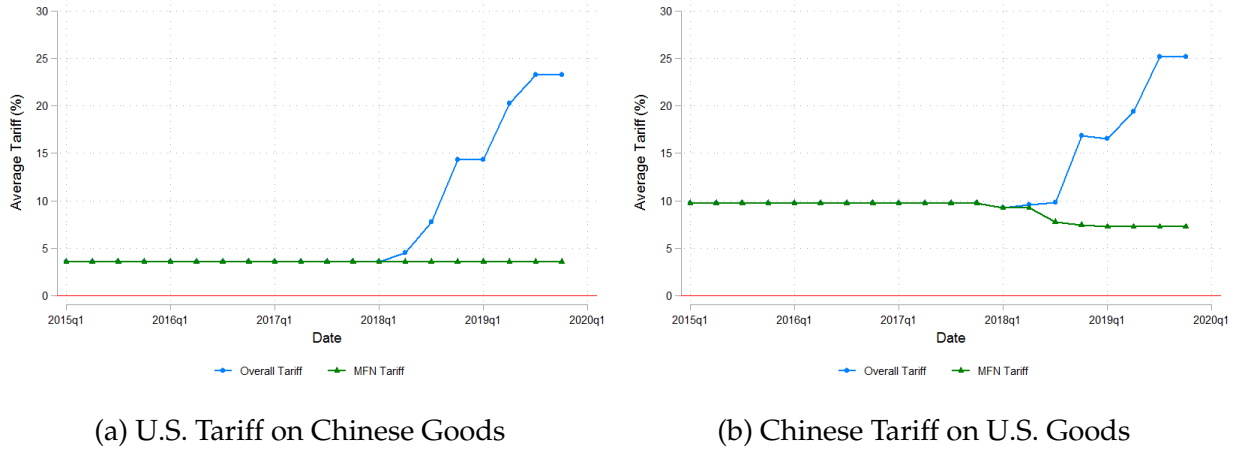 30
25
20
15
10
5
0
Average Tariff (%)
2015q1 2016q1 2017q1 2018q1 2019q1 2020q1
Date
Overall Tariff MFN Tariff
(a) U.S. Tariff on Chinese Goods
30
25
20
15
10
5
0
Average Tariff (%)
2015q1 2016q1 2017q1 2018q1 2019q1 2020q1
Date
Overall Tariff MFN Tariff
(b) Chinese Tariff on U.S. Goods